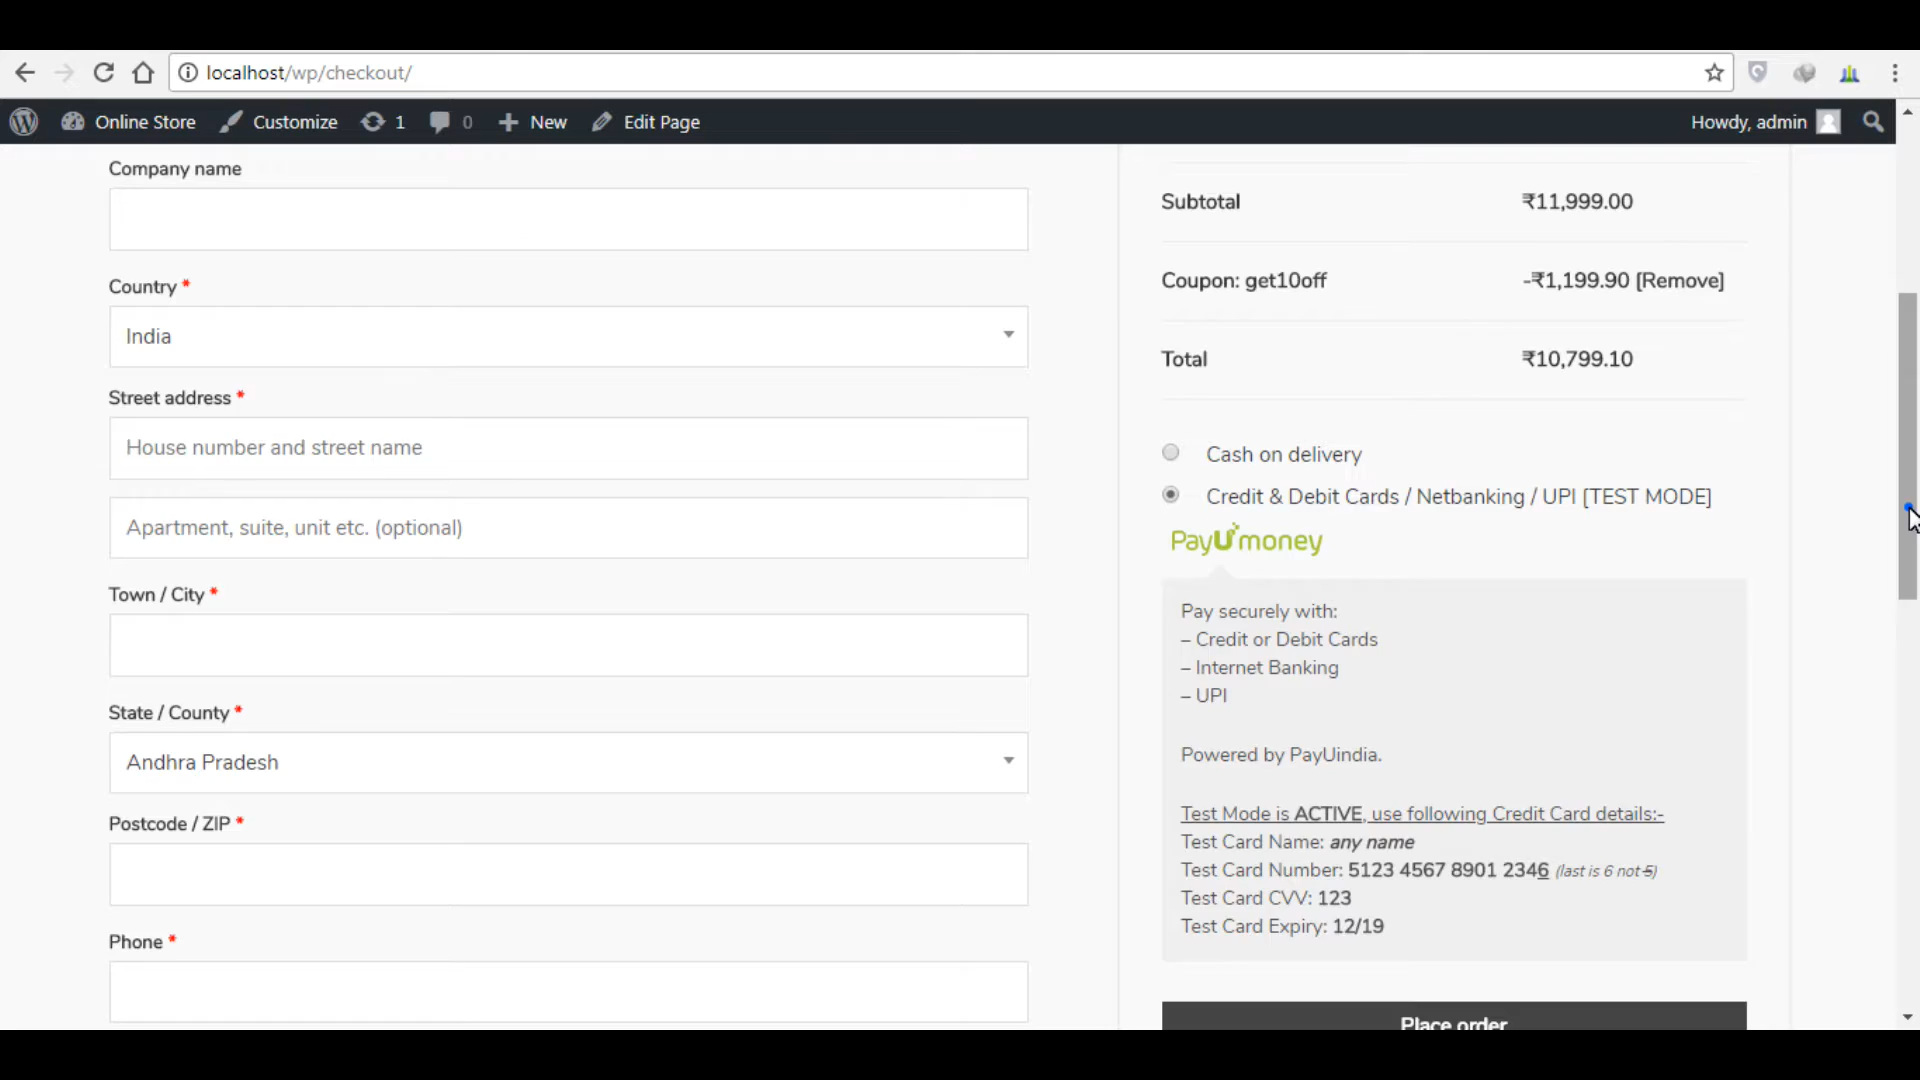 localhost/wp/checkout/
Online Store Customize 1 0 New Edit Page Howdy, admin
Company name
Country *
India
Street address *
House number and street name
Apartment, suite, unit etc. (optional)
Town / City *
State / County *
Andhra Pradesh
Postcode / ZIP *
Phone *
Subtotal ₹11,999.00
Coupon: get10off -₹1,199.90 [Remove]
Total ₹10,799.10
Cash on delivery
Credit & Debit Cards / Netbanking / UPI [TEST MODE]
PayUmoney
Pay securely with:
– Credit or Debit Cards
– Internet Banking
– UPI
Powered by PayUindia.
Test Mode is ACTIVE, use following Credit Card details:-
Test Card Name: any name
Test Card Number: 5123 4567 8901 2346 (last is 6 not 5)
Test Card CVV: 123
Test Card Expiry: 12/19
Place order